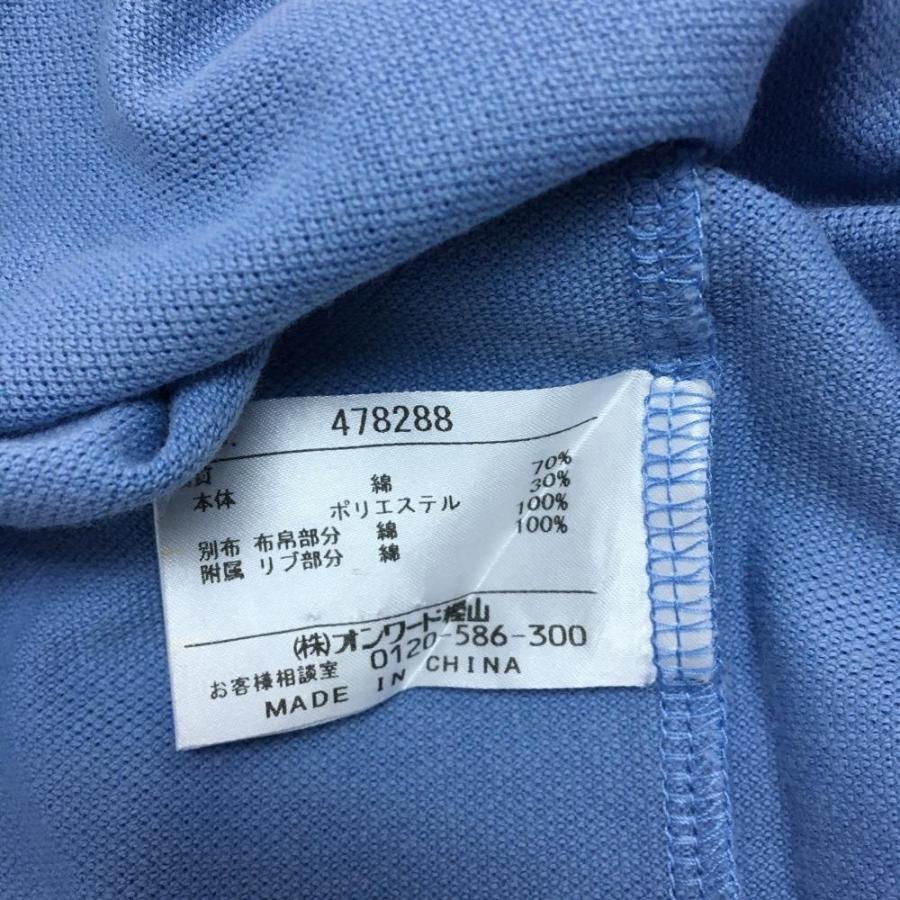 478288
質
本体 綿 70%
ポリエステル 30%
別布 布帛部分 綿 100%
附属 リブ部分 綿 100%
(株)オンワード樫山
お客様相談室 0120-586-300
MADE IN CHINA